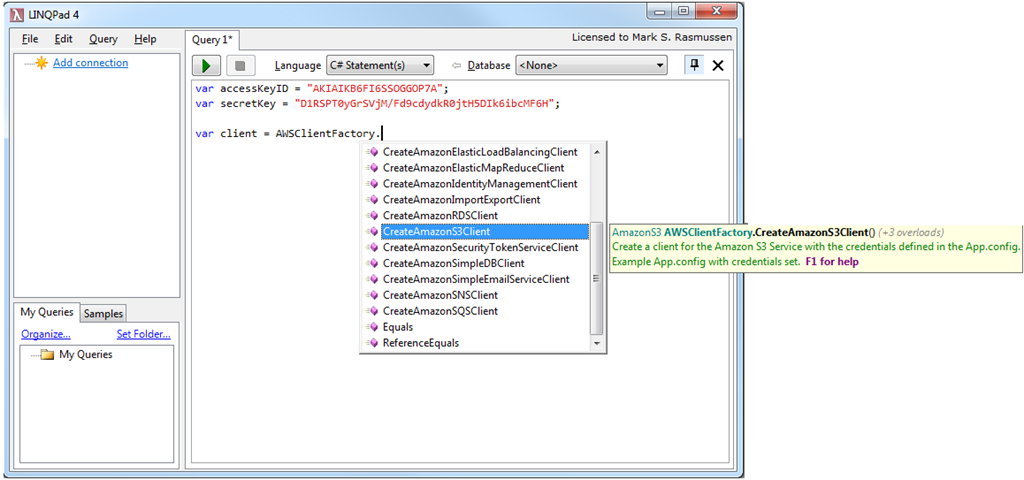 LINQPad 4
File Edit Query Help
Query 1*
Licensed to Mark S. Rasmussen
Add connection
Language C# Statement(s) Database <None>
var accessKeyID = "AKIAIKB6FI6SSOGGOP7A";
var secretKey = "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";
var client = AWSClientFactory.
CreateAmazonElasticLoadBalancingClient
CreateAmazonElasticMapReduceClient
CreateAmazonIdentityManagementClient
CreateAmazonImportExportClient
CreateAmazonRDSClient
CreateAmazonS3Client
CreateAmazonSecurityTokenServiceClient
CreateAmazonSimpleDBClient
CreateAmazonSimpleEmailServiceClient
CreateAmazonSNSClient
CreateAmazonSQSClient
Equals
ReferenceEquals
AmazonS3 AWSClientFactory.CreateAmazonS3Client() (+3 overloads)
Create a client for the Amazon S3 Service with the credentials defined in the App.config.
Example App.config with credentials set. F1 for help
My Queries Samples
Organize... Set Folder...
My Queries